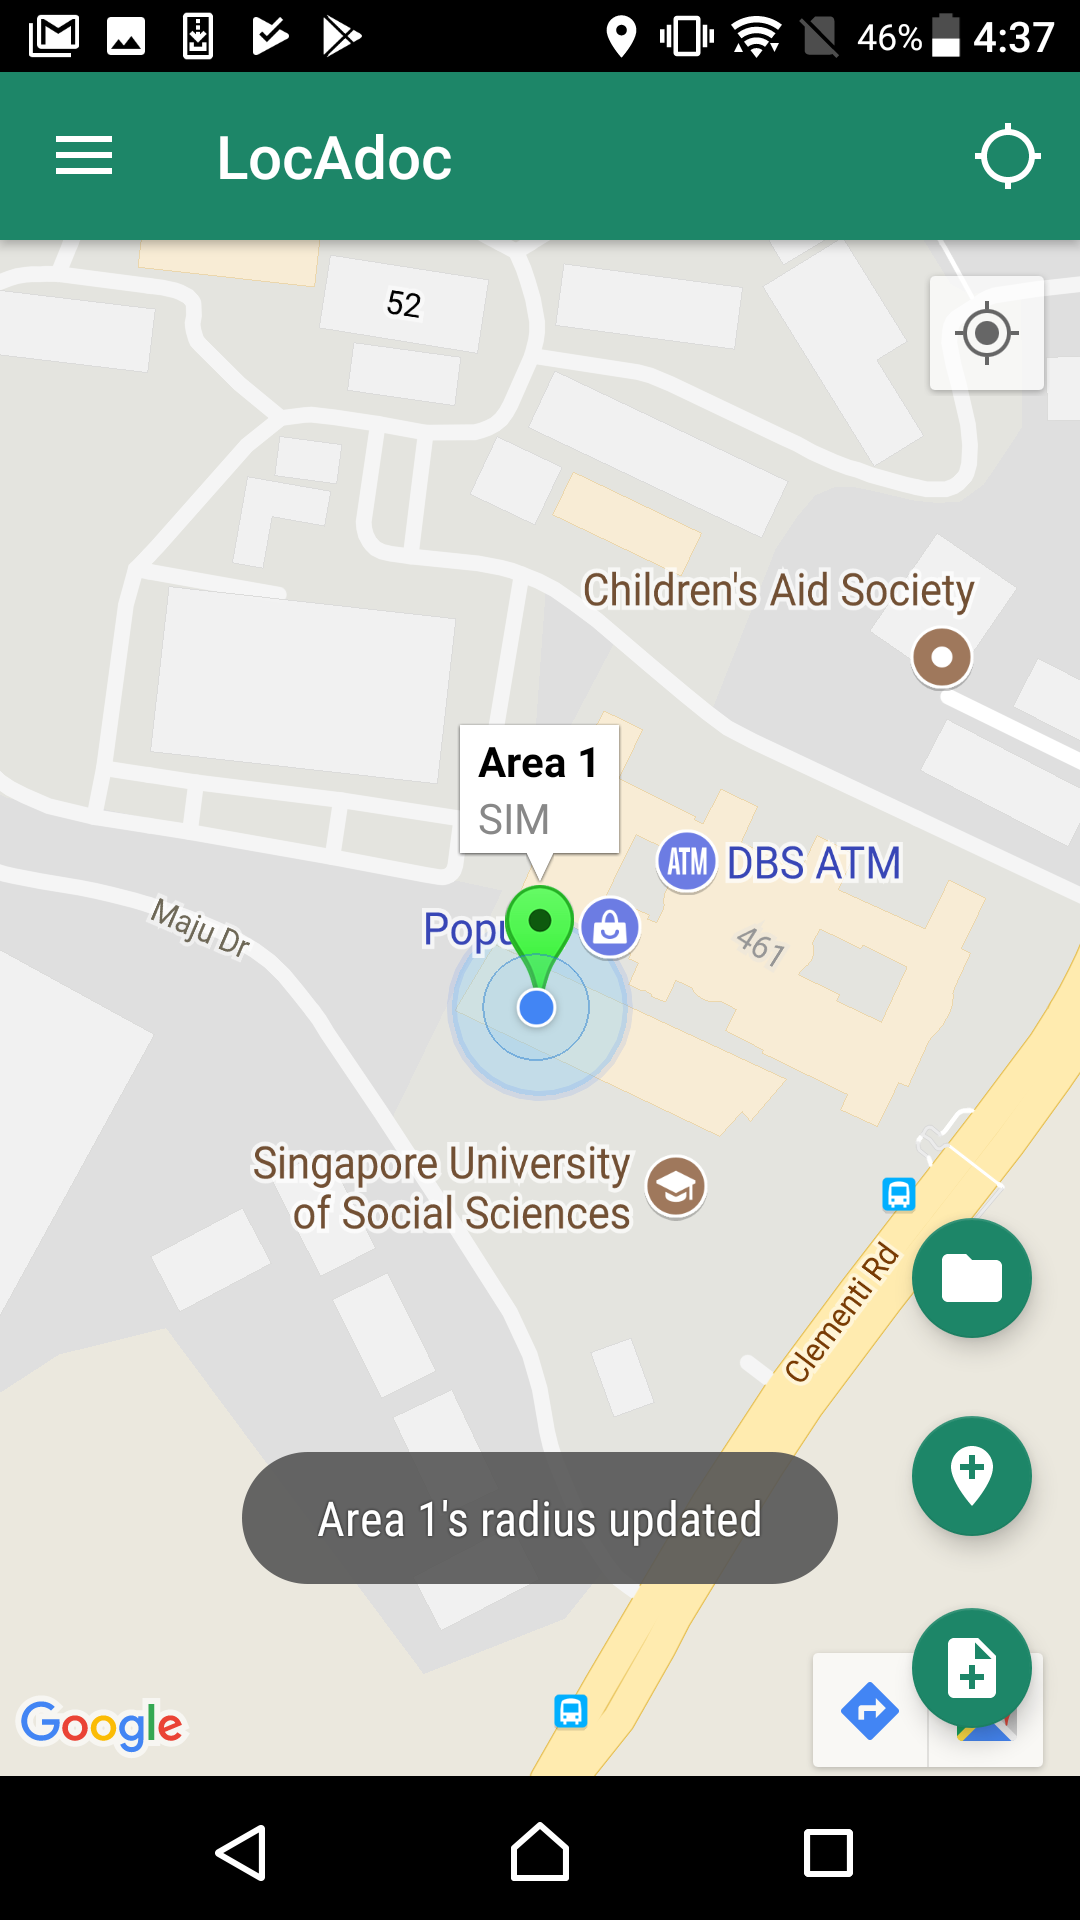 46% 4:37
LocAdoc
52
Children's Aid Society
Area 1
SIM
ATM DBS ATM
461
Maju Dr
Singapore University
of Social Sciences
Clementi Rd
Area 1's radius updated
Google